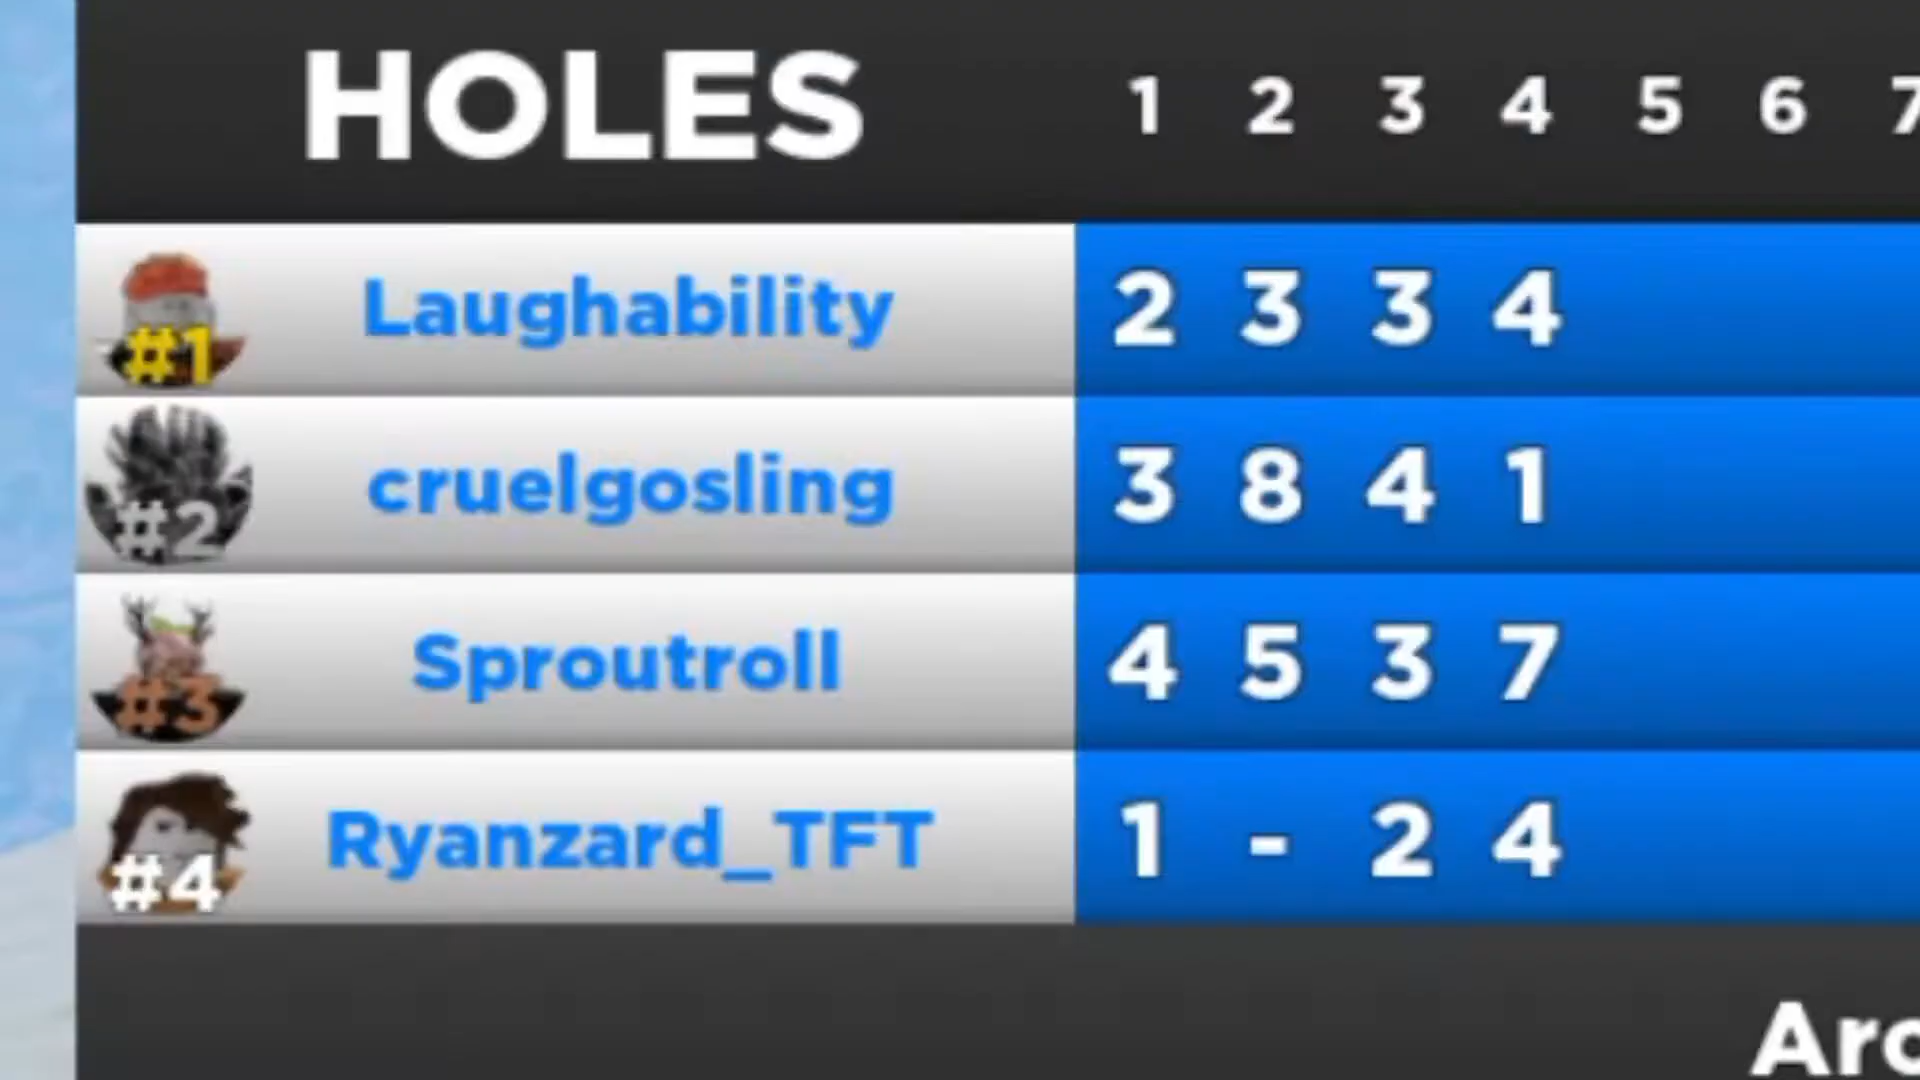 HOLES 1 2 3 4 5 6 7
#1 Laughability 2 3 3 4
#2 cruelgosling 3 8 4 1
#3 Sproutroll 4 5 3 7
#4 Ryanzard_TFT 1 - 2 4